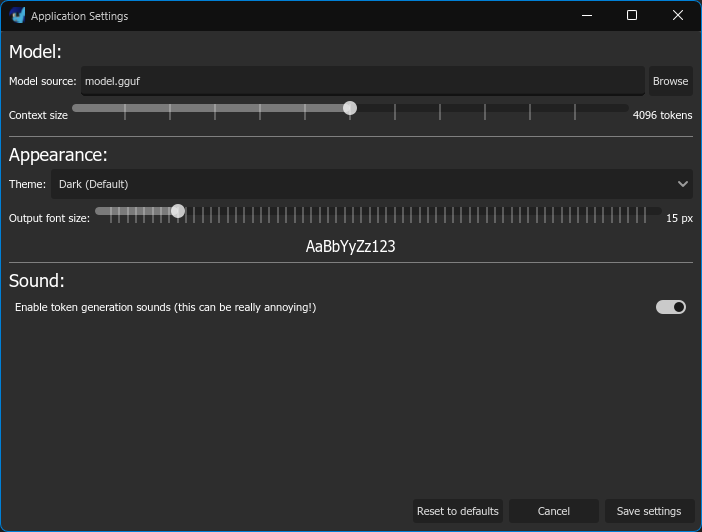 Application Settings
Model:
Model source: model.gguf Browse
Context size 4096 tokens
Appearance:
Theme: Dark (Default)
Output font size: 15 px
AaBbYyZz123
Sound:
Enable token generation sounds (this can be really annoying!)
Reset to defaults Cancel Save settings